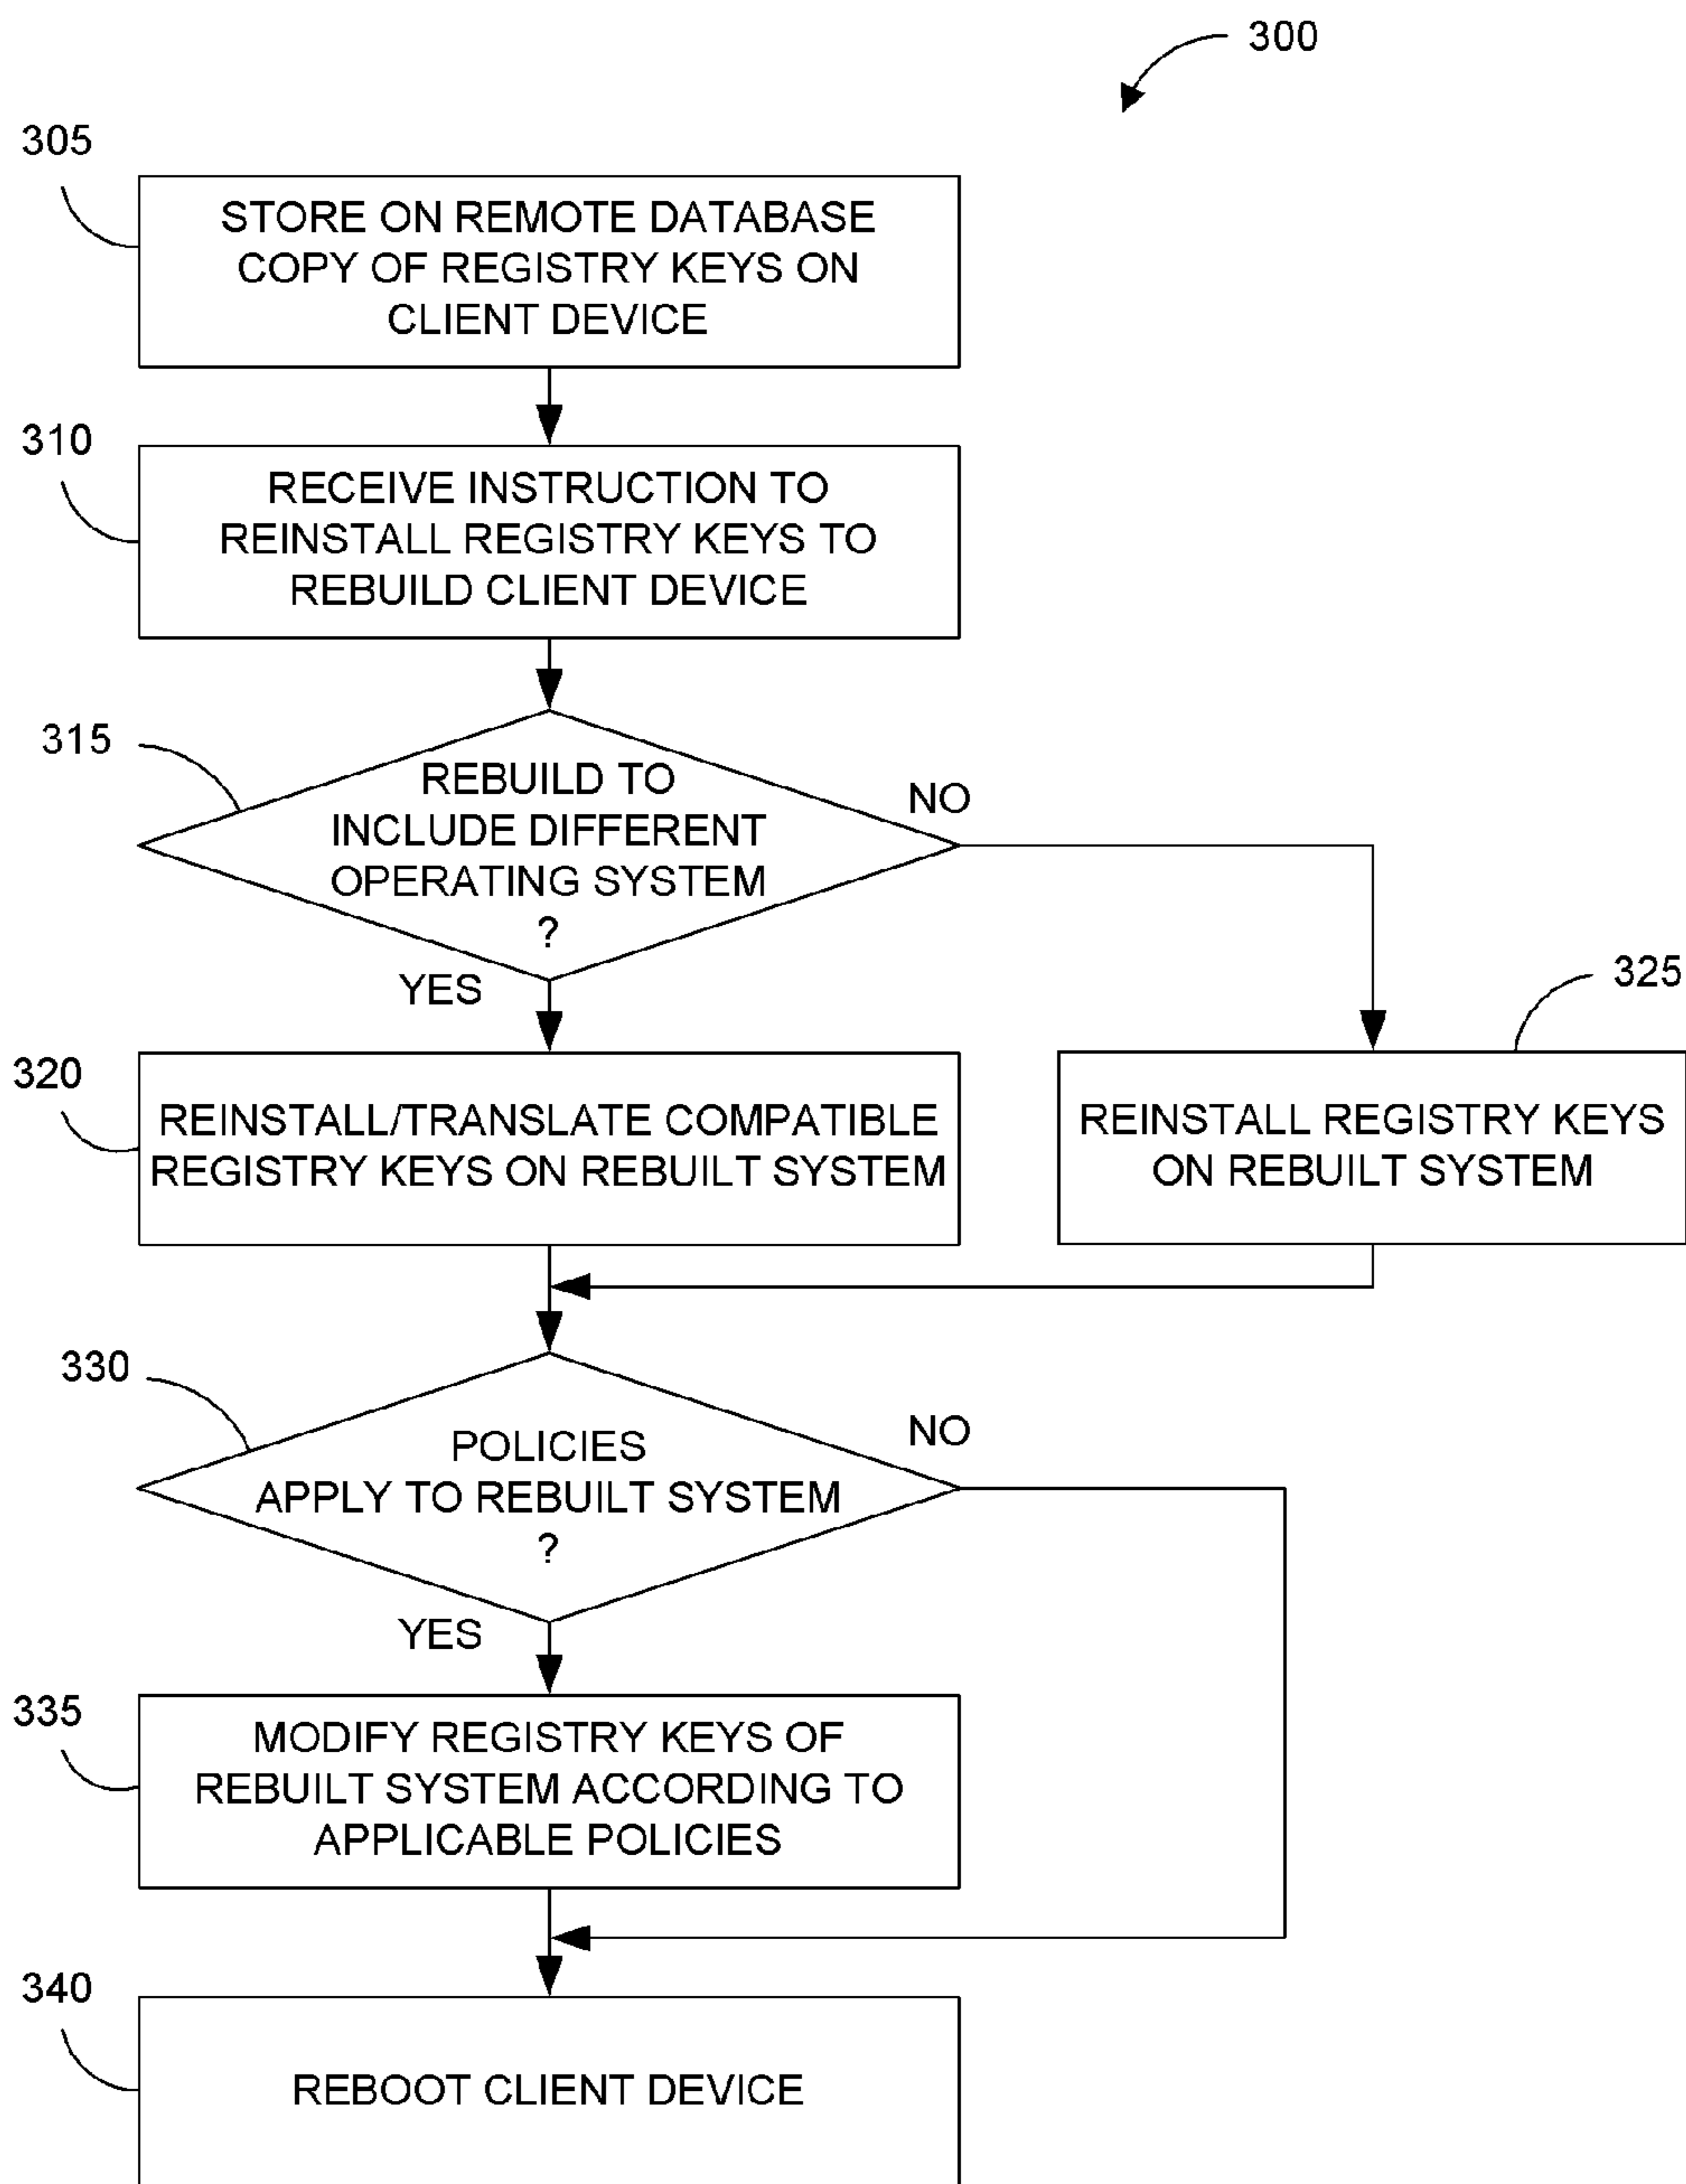 300
305
STORE ON REMOTE DATABASE
COPY OF REGISTRY KEYS ON
CLIENT DEVICE
310
RECEIVE INSTRUCTION TO
REINSTALL REGISTRY KEYS TO
REBUILD CLIENT DEVICE
315
REBUILD TO
INCLUDE DIFFERENT
OPERATING SYSTEM
?
NO
YES
320
REINSTALL/TRANSLATE COMPATIBLE
REGISTRY KEYS ON REBUILT SYSTEM
325
REINSTALL REGISTRY KEYS
ON REBUILT SYSTEM
330
POLICIES
APPLY TO REBUILT SYSTEM
?
NO
YES
335
MODIFY REGISTRY KEYS OF
REBUILT SYSTEM ACCORDING TO
APPLICABLE POLICIES
340
REBOOT CLIENT DEVICE